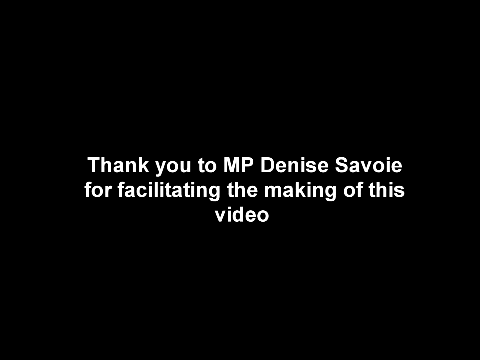 Thank you to MP Denise Savoie
for facilitating the making of this
video